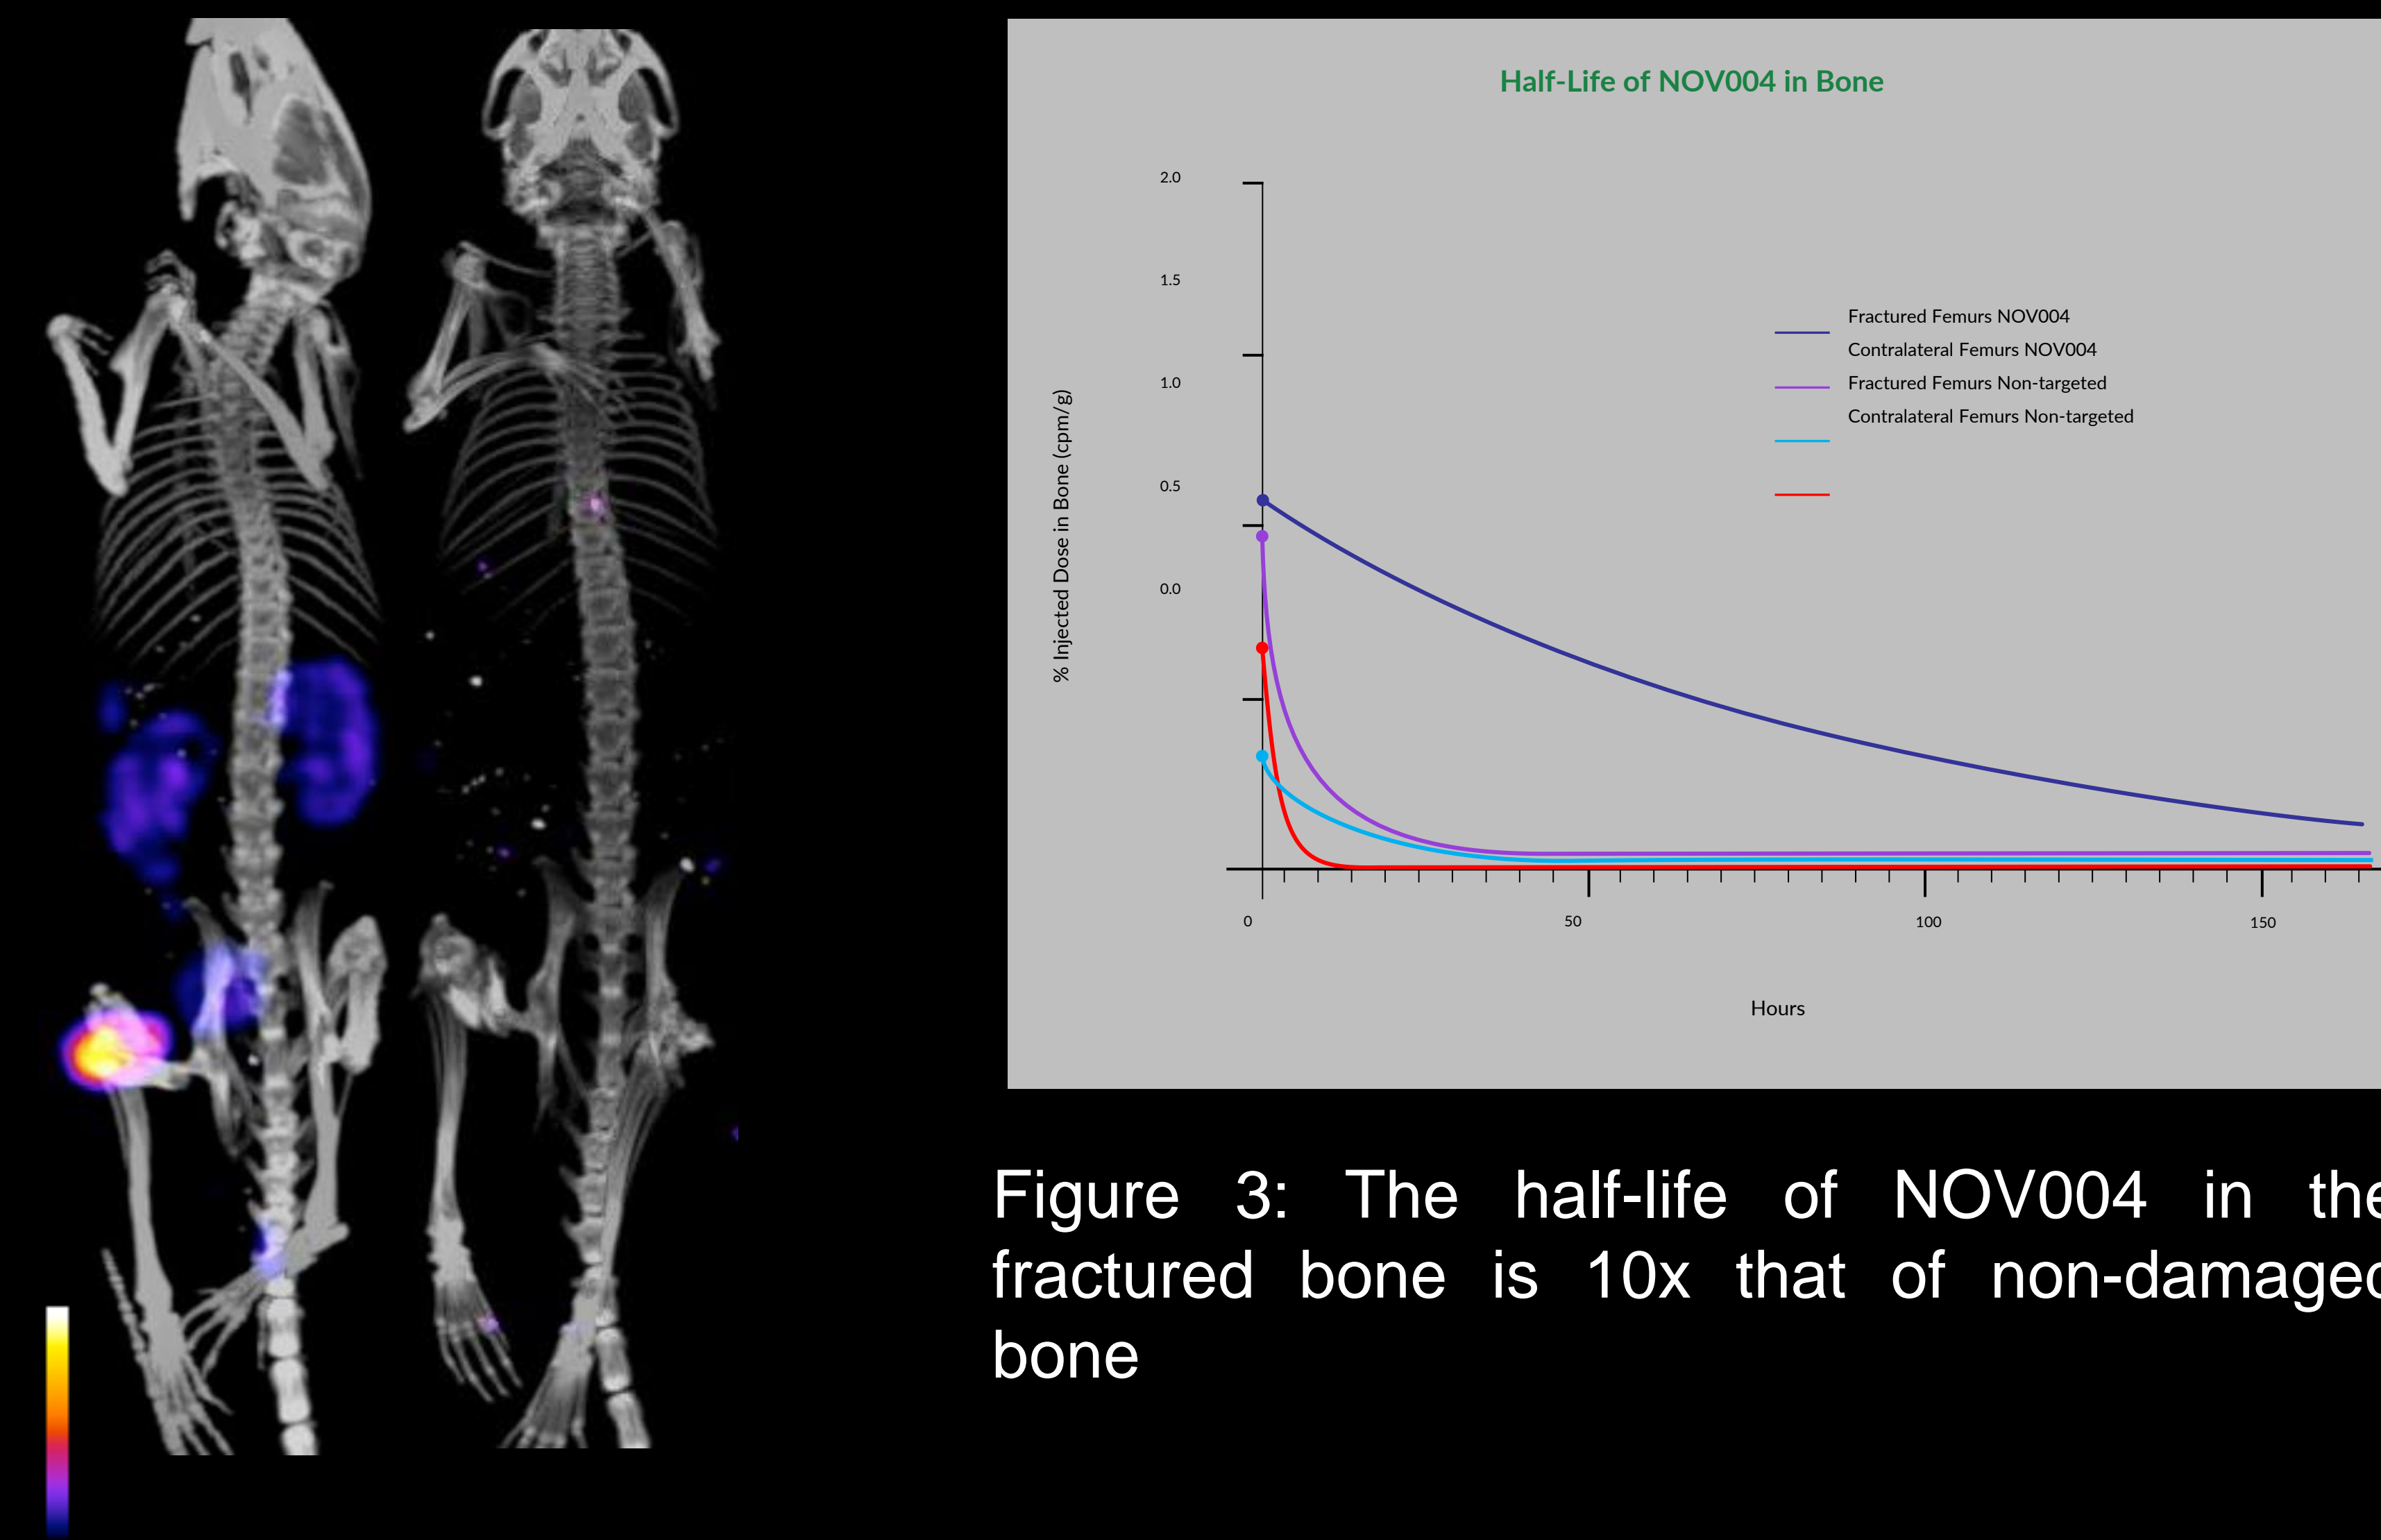 Half-Life of NOV004 in Bone
2.0
1.5
1.0
0.5
0.0
% Injected Dose in Bone (cpm/g)
Fractured Femurs NOV004
Contralateral Femurs NOV004
Fractured Femurs Non-targeted
Contralateral Femurs Non-targeted
0 50 100 150
Hours
Figure 3: The half-life of NOV004 in the
fractured bone is 10x that of non-damaged
bone